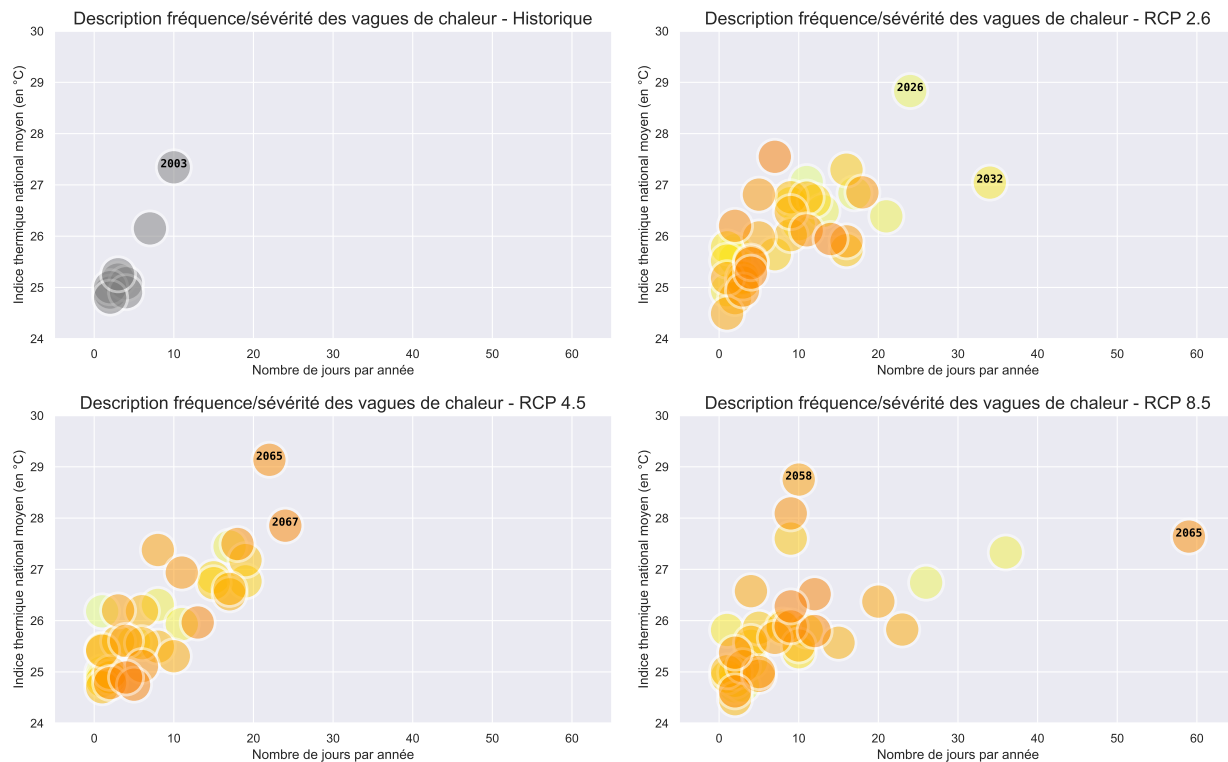 Description fréquence/sévérité des vagues de chaleur - Historique
30
29
28
27
26
25
24
Indice thermique national moyen (en °C)
2003
0 10 20 30 40 50 60
Nombre de jours par année
Description fréquence/sévérité des vagues de chaleur - RCP 2.6
30
29
28
27
26
25
24
Indice thermique national moyen (en °C)
2026
2032
0 10 20 30 40 50 60
Nombre de jours par année
Description fréquence/sévérité des vagues de chaleur - RCP 4.5
30
29
28
27
26
25
24
Indice thermique national moyen (en °C)
2065
2067
0 10 20 30 40 50 60
Nombre de jours par année
Description fréquence/sévérité des vagues de chaleur - RCP 8.5
30
29
28
27
26
25
24
Indice thermique national moyen (en °C)
2058
2065
0 10 20 30 40 50 60
Nombre de jours par année